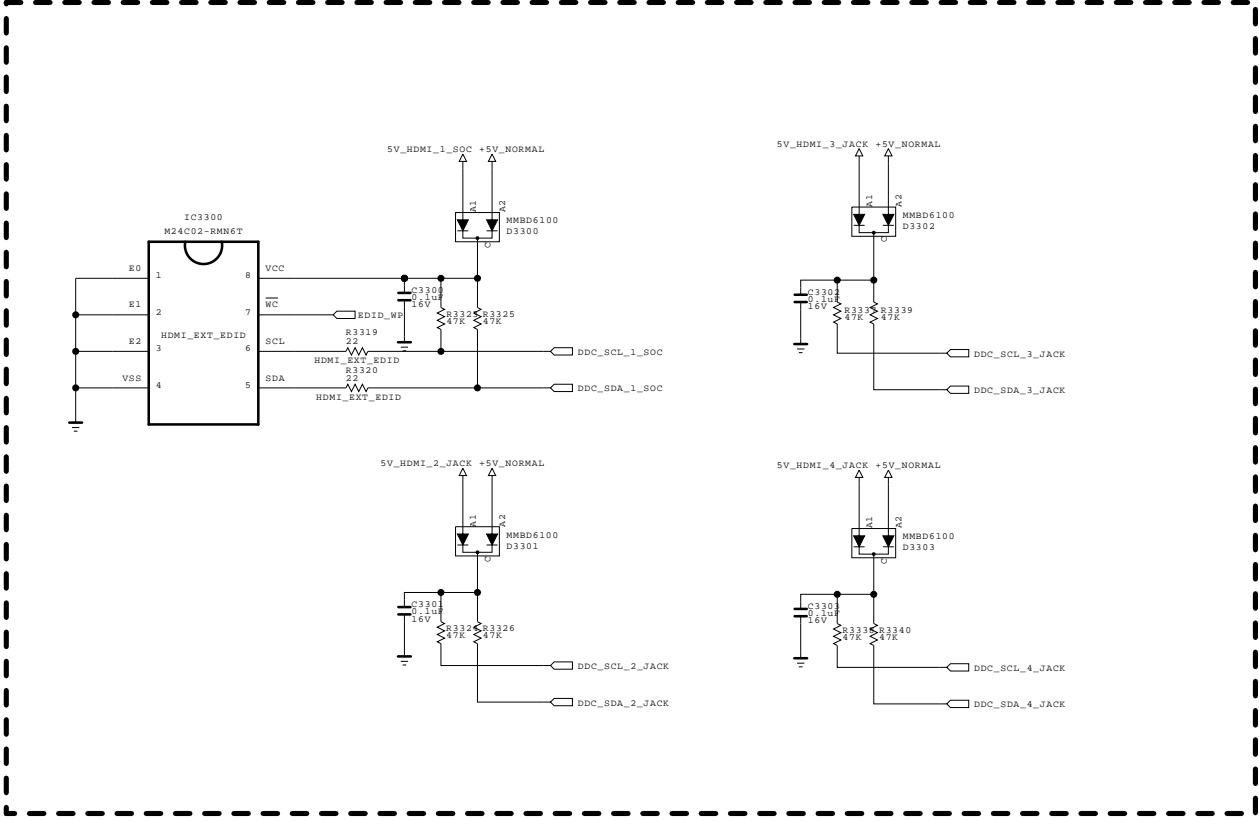 5V_HDMI_1_SOC +5V_NORMAL
A1
A2
MMBD6100
D3300
C
IC3300
M24C02-RMN6T
E0
1
8
VCC
E1
2
7
WC
EDID_WP
HDMI_EXT_EDID
E2
3
6
SCL
VSS
4
5
SDA
C3300
0.1uF
16V
47K
R3325
47K
R3319
22
HDMI_EXT_EDID
R3320
22
HDMI_EXT_EDID
DDC_SCL_1_SOC
DDC_SDA_1_SOC
5V_HDMI_3_JACK +5V_NORMAL
A1
A2
MMBD6100
D3302
C
C3302
0.1uF
16V
47K
R3339
47K
DDC_SCL_3_JACK
DDC_SDA_3_JACK
5V_HDMI_2_JACK +5V_NORMAL
A1
A2
MMBD6100
D3301
C
C3301
0.1uF
16V
R3324
47K
R3326
47K
DDC_SCL_2_JACK
DDC_SDA_2_JACK
5V_HDMI_4_JACK +5V_NORMAL
A1
A2
MMBD6100
D3303
C
C3303
0.1uF
16V
47K
R3340
47K
DDC_SCL_4_JACK
DDC_SDA_4_JACK